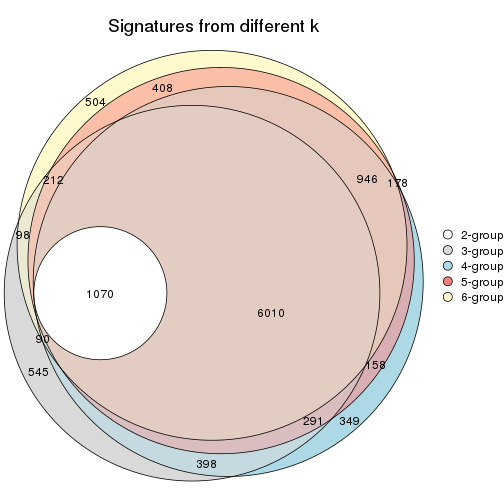 Signatures from different k
504
408
212
946
178
98
1070
6010
90
545
158
291
349
398
2-group
3-group
4-group
5-group
6-group